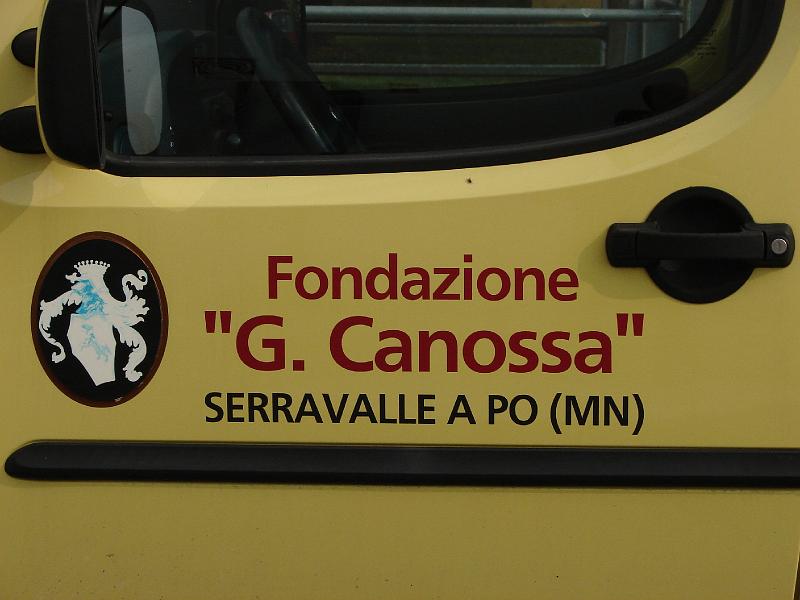 Fondazione
"G. Canossa"
SERRAVALLE A PO (MN)